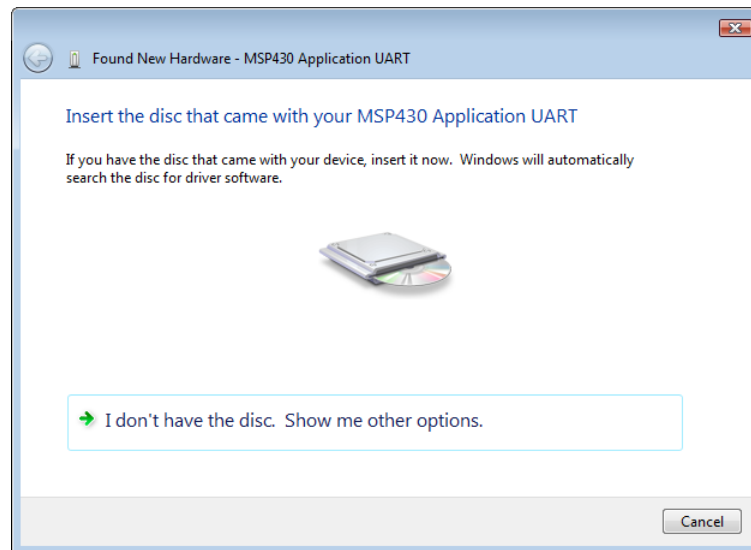 Found New Hardware - MSP430 Application UART
Insert the disc that came with your MSP430 Application UART
If you have the disc that came with your device, insert it now.  Windows will automatically
search the disc for driver software.
I don't have the disc.  Show me other options.
Cancel